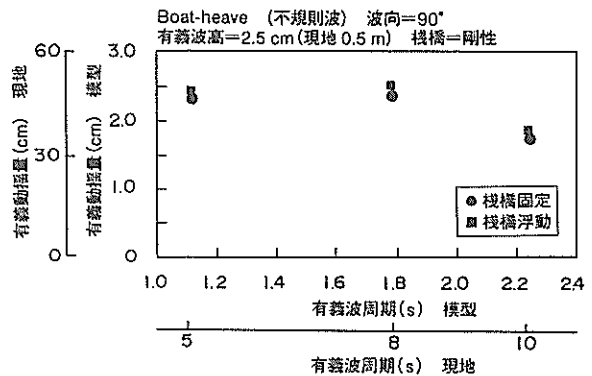 Boat-heave (不規則波) 波向=90°
有義波高=2.5 cm (現地 0.5 m) 桟橋=剛性
60
3.0
2.0
30
1.0
0
0
有義動揺量 (cm) 現地
有義動揺量 (cm) 模型
桟橋固定
桟橋浮動
1.0 1.2 1.4 1.6 1.8 2.0 2.2 2.4
有義波周期(s) 模型
5 8 10
有義波周期(s) 現地